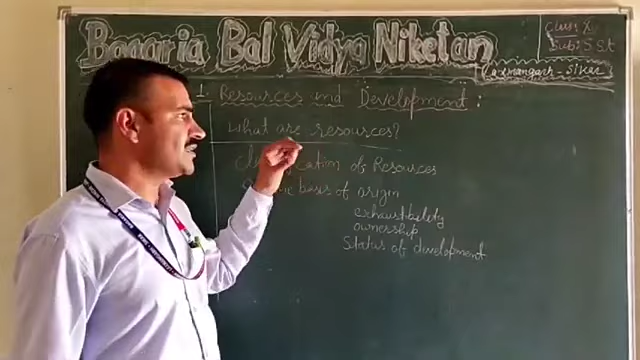 Bagaria Bal Vidya Niketan
Class X
Sub: S.St
Laxmangarh - Sikar
1. Resources and Development :
What are resources?
Classification of Resources
basis of origin
exhaustibility
ownership
Status of development